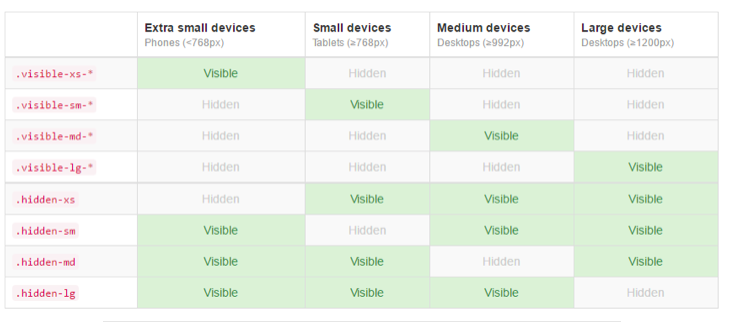 Extra small devices Small devices Medium devices Large devices
Phones (<768px) Tablets (≥768px) Desktops (≥992px) Desktops (≥1200px)
.visible-xs-* Visible Hidden Hidden Hidden
.visible-sm-* Hidden Visible Hidden Hidden
.visible-md-* Hidden Hidden Visible Hidden
.visible-lg-* Hidden Hidden Hidden Visible
.hidden-xs Hidden Visible Visible Visible
.hidden-sm Visible Hidden Visible Visible
.hidden-md Visible Visible Hidden Visible
.hidden-lg Visible Visible Visible Hidden